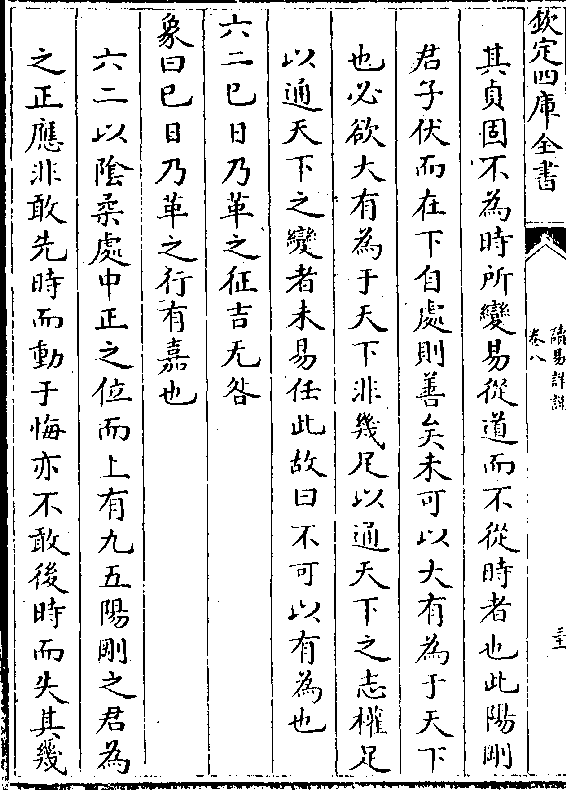 欽定四庫全書
讀易詳說
卷八
其貞固不為時所變易從道而不從時者也此陽剛
君子伏而在下自處則善矣未可以大有為于天下
也必欲大有為于天下非幾足以通天下之志權足
以通天下之變者未易任此故曰不可以有為也
六二巳日乃革之征吉无咎
象曰巳日乃革之行有嘉也
六二以陰柔處中正之位而上有九五陽剛之君為
之正應非敢先時而動于悔亦不敢後時而失其幾